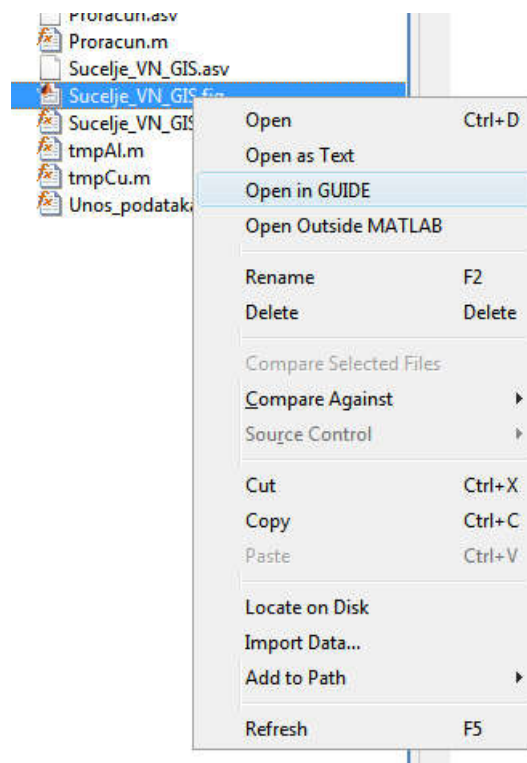 Proracun.asv
Proracun.m
Sucelje_VN_GIS.asv
Sucelje_VN_GIS.fig
Sucelje_VN_GIS
tmpAl.m
tmpCu.m
Unos_podataka
Open Ctrl+D
Open as Text
Open in GUIDE
Open Outside MATLAB
Rename F2
Delete Delete
Compare Selected Files
Compare Against
Source Control
Cut Ctrl+X
Copy Ctrl+C
Paste Ctrl+V
Locate on Disk
Import Data...
Add to Path
Refresh F5